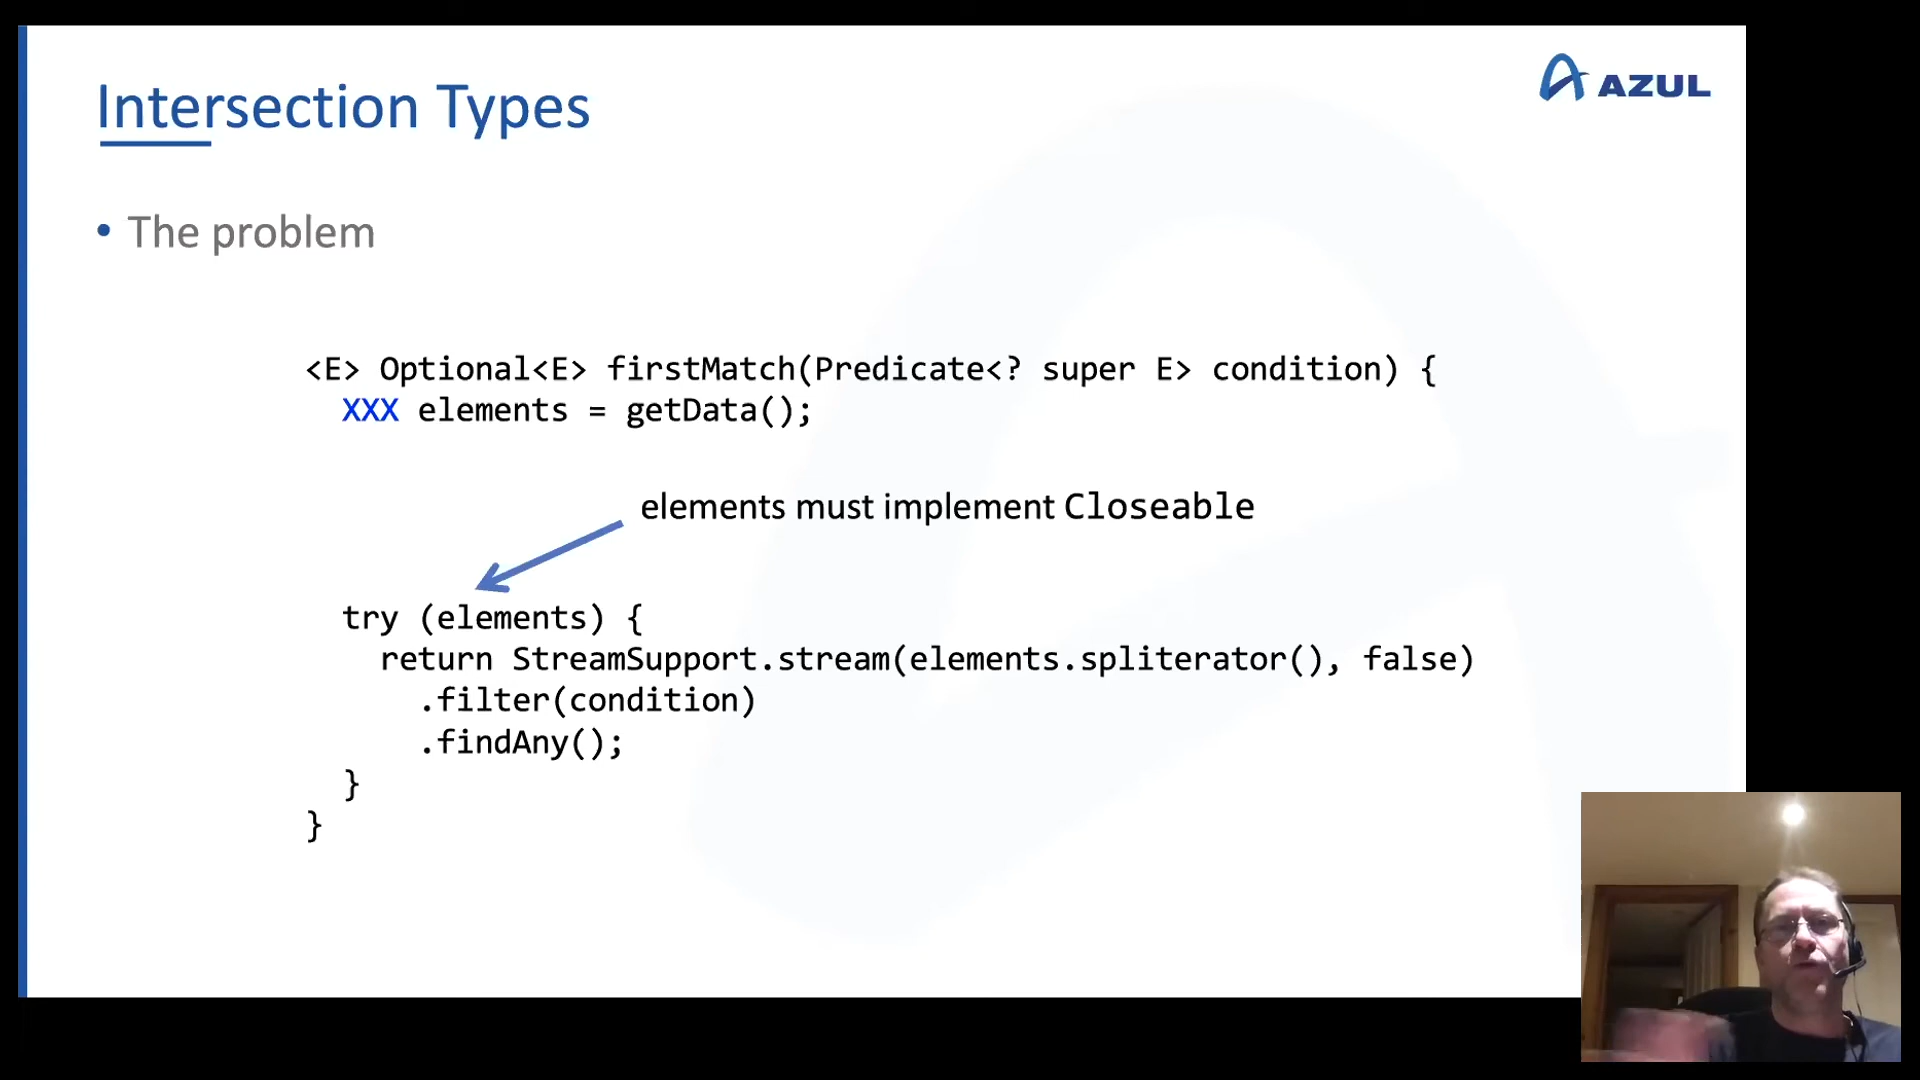 Intersection Types
AZUL
• The problem
<E> Optional<E> firstMatch(Predicate<? super E> condition) {
XXX elements = getData();
elements must implement Closeable
try (elements) {
return StreamSupport.stream(elements.spliterator(), false)
.filter(condition)
.findAny();
}
}